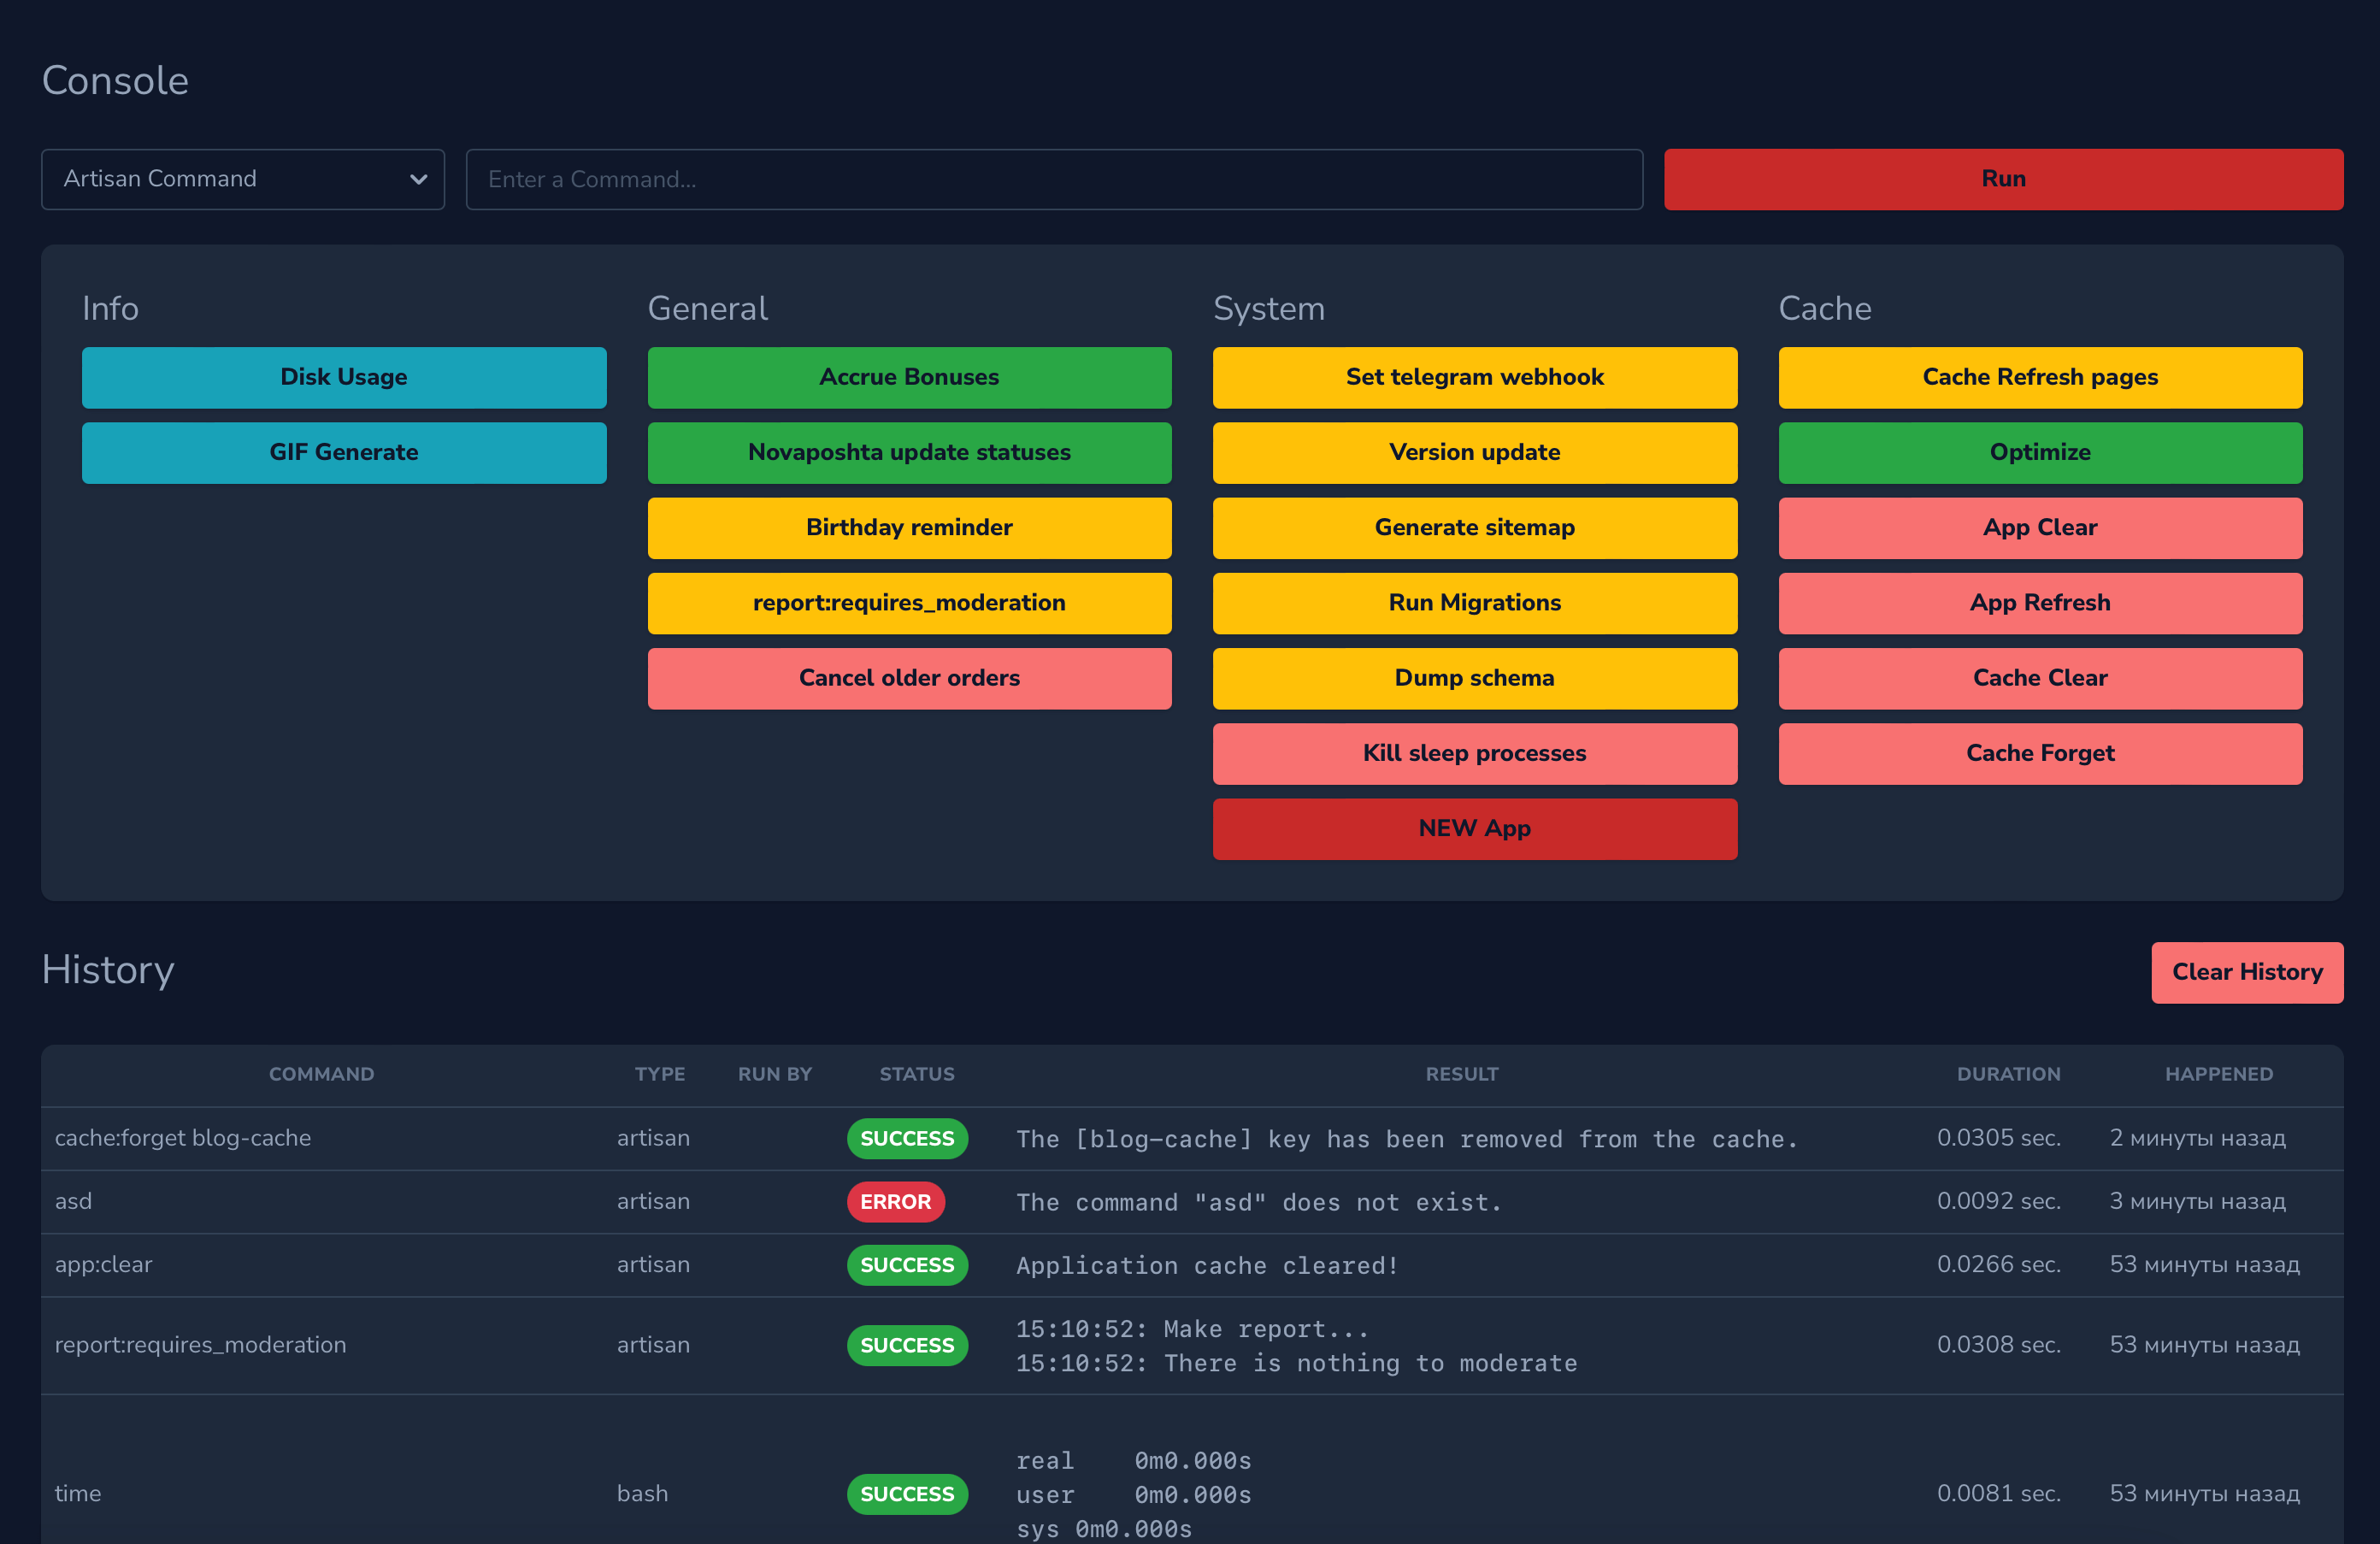 Console
Artisan Command
Enter a Command...
Run
Info
Disk Usage
GIF Generate
General
Accrue Bonuses
Novaposhta update statuses
Birthday reminder
report:requires_moderation
Cancel older orders
System
Set telegram webhook
Version update
Generate sitemap
Run Migrations
Dump schema
Kill sleep processes
NEW App
Cache
Cache Refresh pages
Optimize
App Clear
App Refresh
Cache Clear
Cache Forget
History
Clear History
COMMAND TYPE RUN BY STATUS RESULT DURATION HAPPENED
cache:forget blog-cache artisan SUCCESS The [blog-cache] key has been removed from the cache. 0.0305 sec. 2 минуты назад
asd artisan ERROR The command "asd" does not exist. 0.0092 sec. 3 минуты назад
app:clear artisan SUCCESS Application cache cleared! 0.0266 sec. 53 минуты назад
report:requires_moderation artisan SUCCESS 15:10:52: Make report...
15:10:52: There is nothing to moderate 0.0308 sec. 53 минуты назад
time bash SUCCESS real 0m0.000s
user 0m0.000s
sys 0m0.000s 0.0081 sec. 53 минуты назад